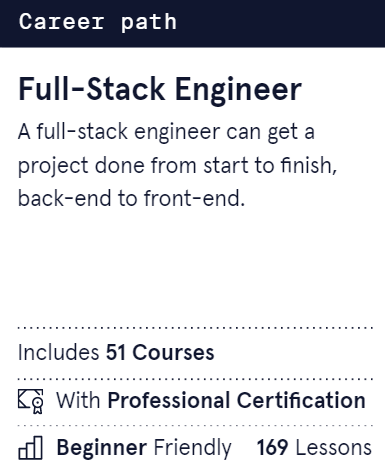 Career path
Full-Stack Engineer
A full-stack engineer can get a
project done from start to finish,
back-end to front-end.
Includes 51 Courses
With Professional Certification
Beginner Friendly 169 Lessons